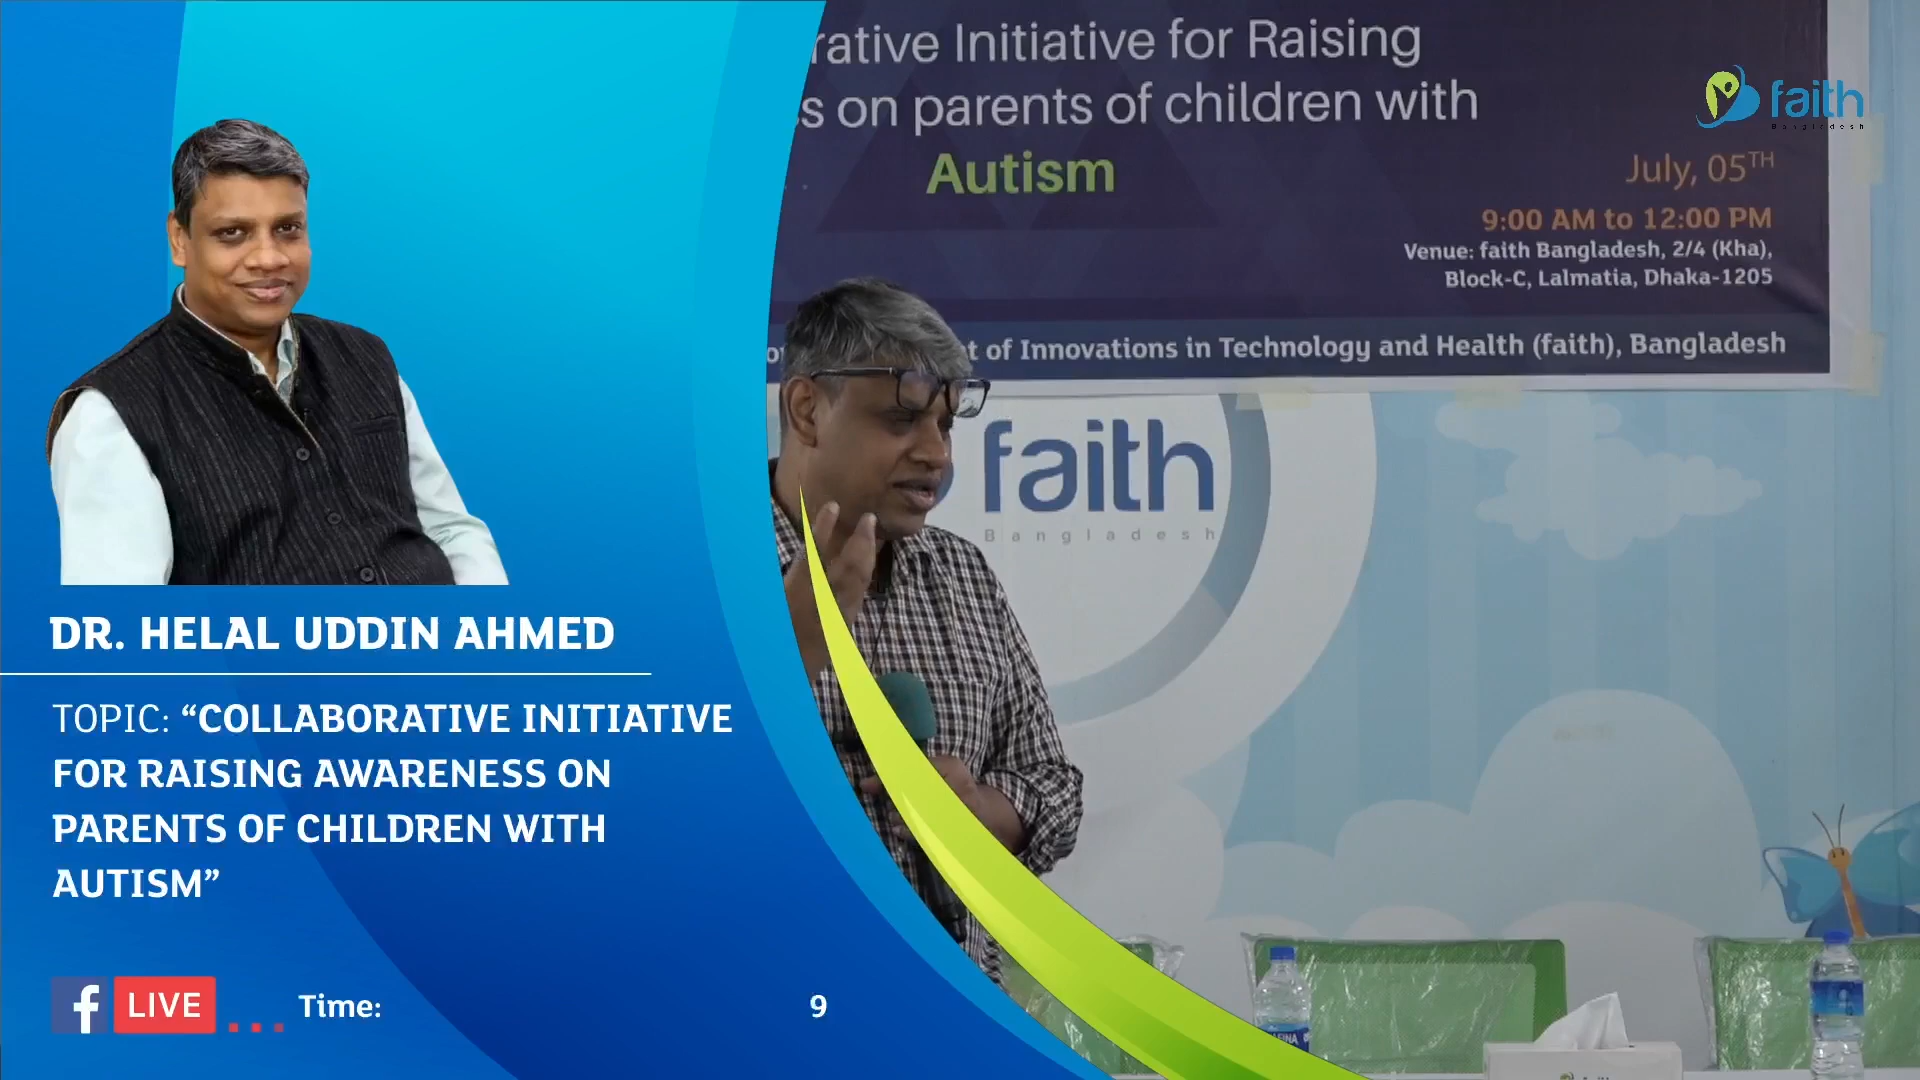 DR. HELAL UDDIN AHMED
TOPIC: “COLLABORATIVE INITIATIVE
FOR RAISING AWARENESS ON
PARENTS OF CHILDREN WITH
AUTISM”
f LIVE ... Time: 9
rative Initiative for Raising
s on parents of children with
Autism
July, 05TH
9:00 AM to 12:00 PM
Venue: faith Bangladesh, 2/4 (Kha),
Block-C, Lalmatia, Dhaka-1205
t of Innovations in Technology and Health (faith), Bangladesh
faith
Bangladesh
faith
Bangladesh